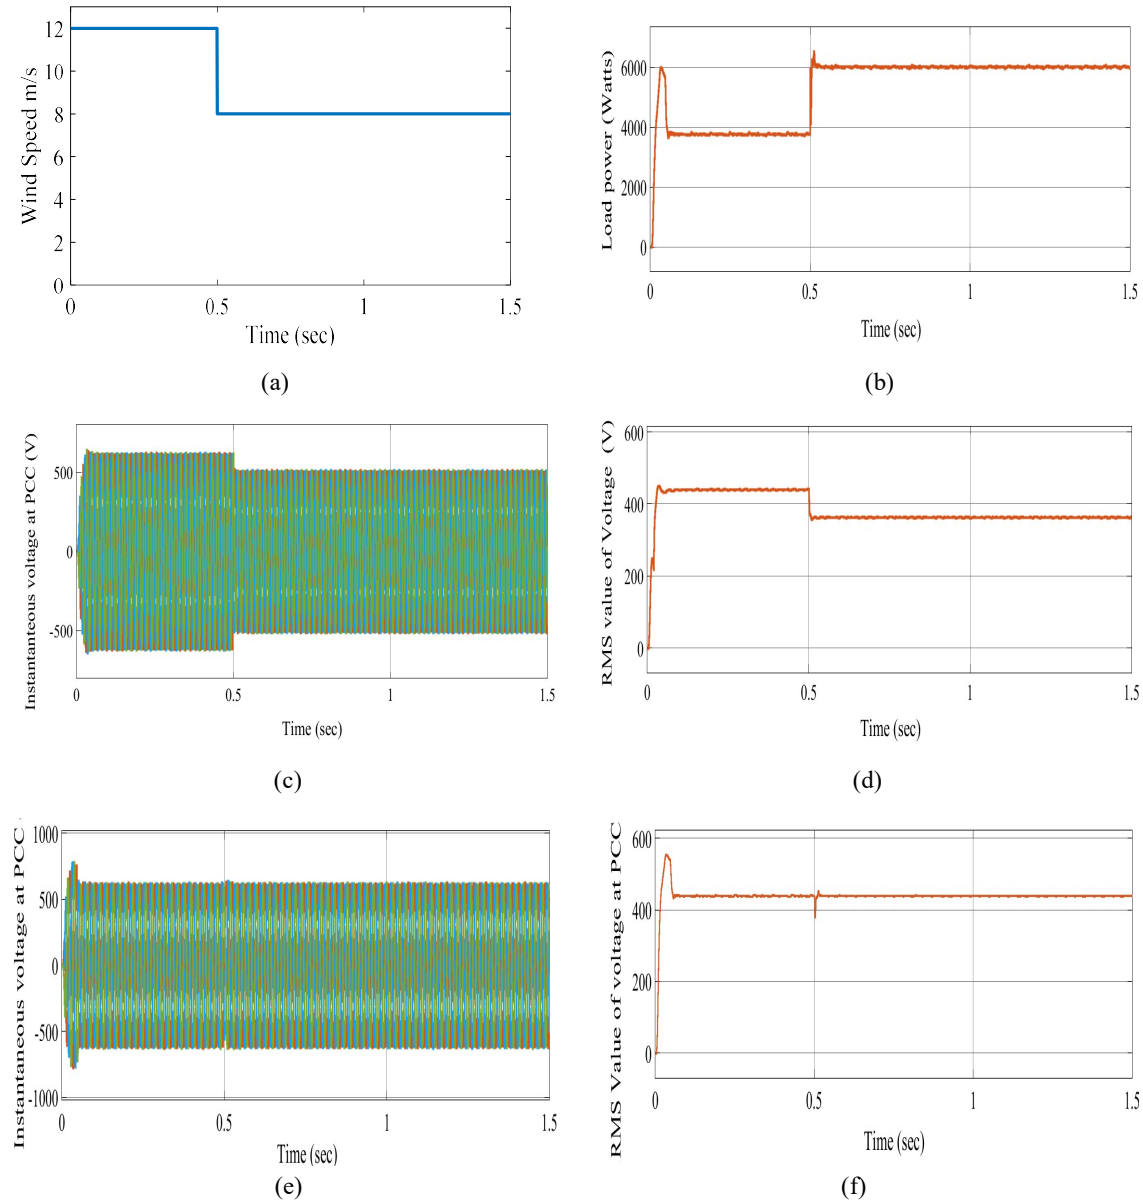 12
10
8
6
4
2
0
Wind Speed m/s
0 0.5 1 1.5
Time (sec)
(a)
6000
4000
2000
0
Load power (Watts)
0 0.5 1 1.5
Time (sec)
(b)
500
0
-500
Instantaneous voltage at PCC (V)
0 0.5 1 1.5
Time (sec)
(c)
600
400
200
0
RMS value of Voltage (V)
0 0.5 1 1.5
Time (sec)
(d)
1000
500
0
-500
-1000
Instantaneous voltage at PCC
0 0.5 1 1.5
Time (sec)
(e)
600
400
200
0
RMS Value of voltage at PCC
0 0.5 1 1.5
Time (sec)
(f)